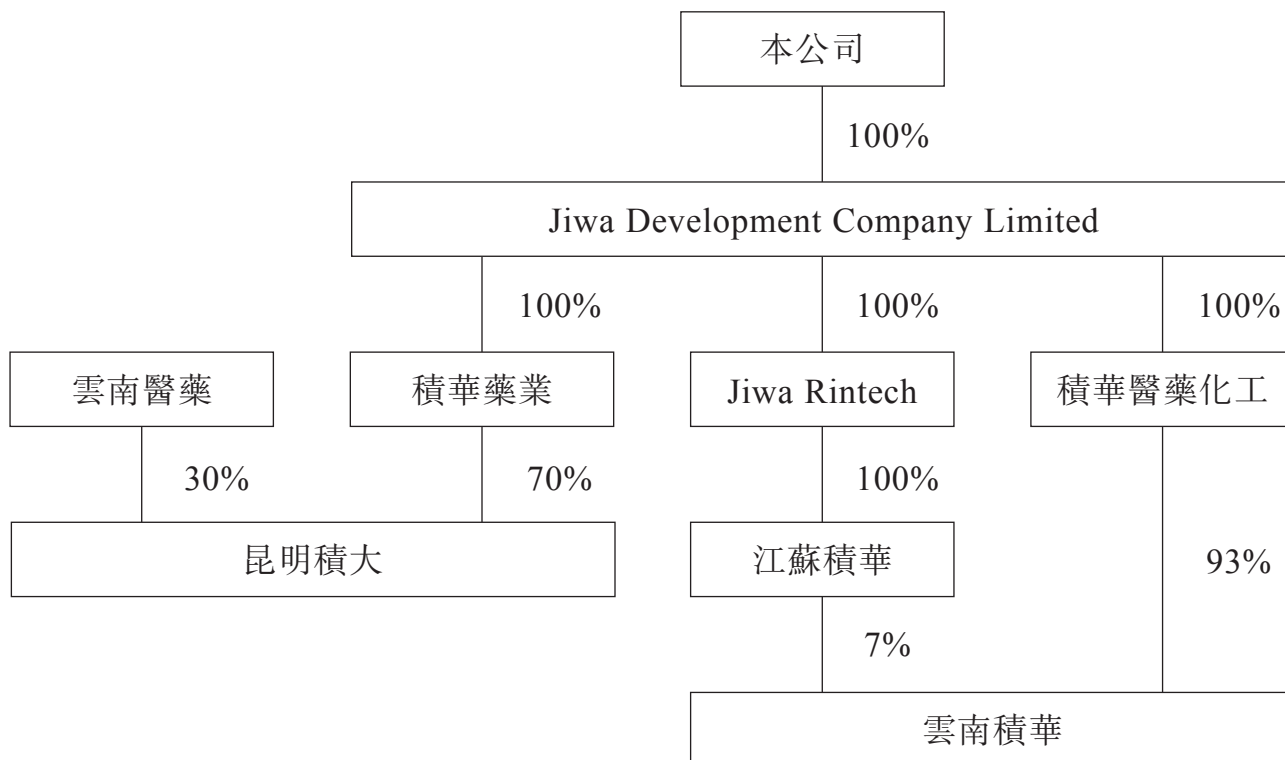 本公司
100%
Jiwa Development Company Limited
100%
100%
100%
雲南醫藥
積華藥業
Jiwa Rintech
積華醫藥化工
30%
70%
100%
昆明積大
江蘇積華
93%
7%
雲南積華